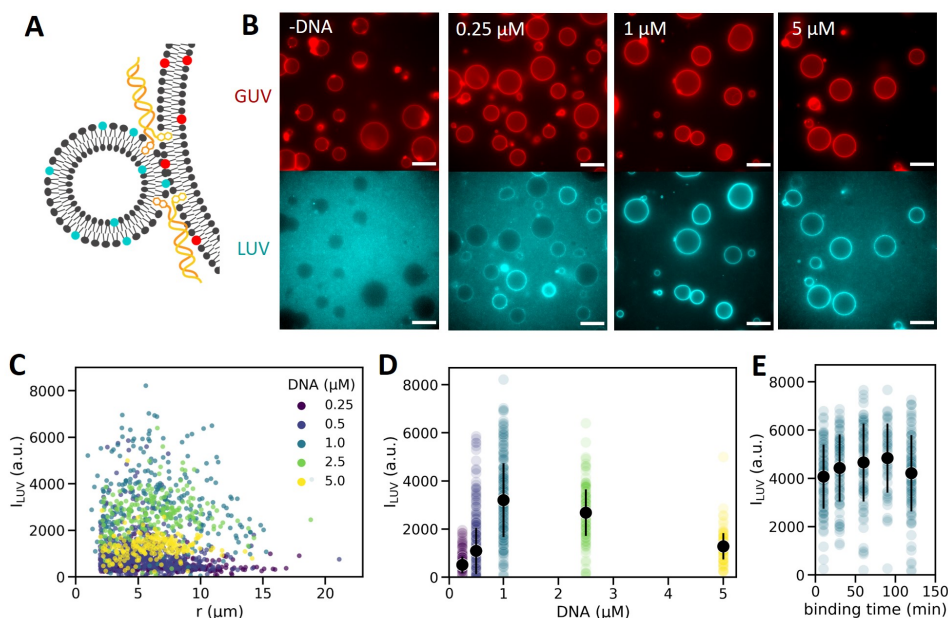 A
B
-DNA
0.25 µM
1 µM
5 µM
GUV
LUV
C
8000
6000
4000
2000
0
I_LUV (a.u.)
0
5
10
15
20
r (µm)
DNA (µM)
0.25
0.5
1.0
2.5
5.0
D
8000
6000
4000
2000
0
I_LUV (a.u.)
0
1
2
3
4
5
DNA (µM)
E
8000
6000
4000
2000
0
I_LUV (a.u.)
0
50
100
150
binding time (min)